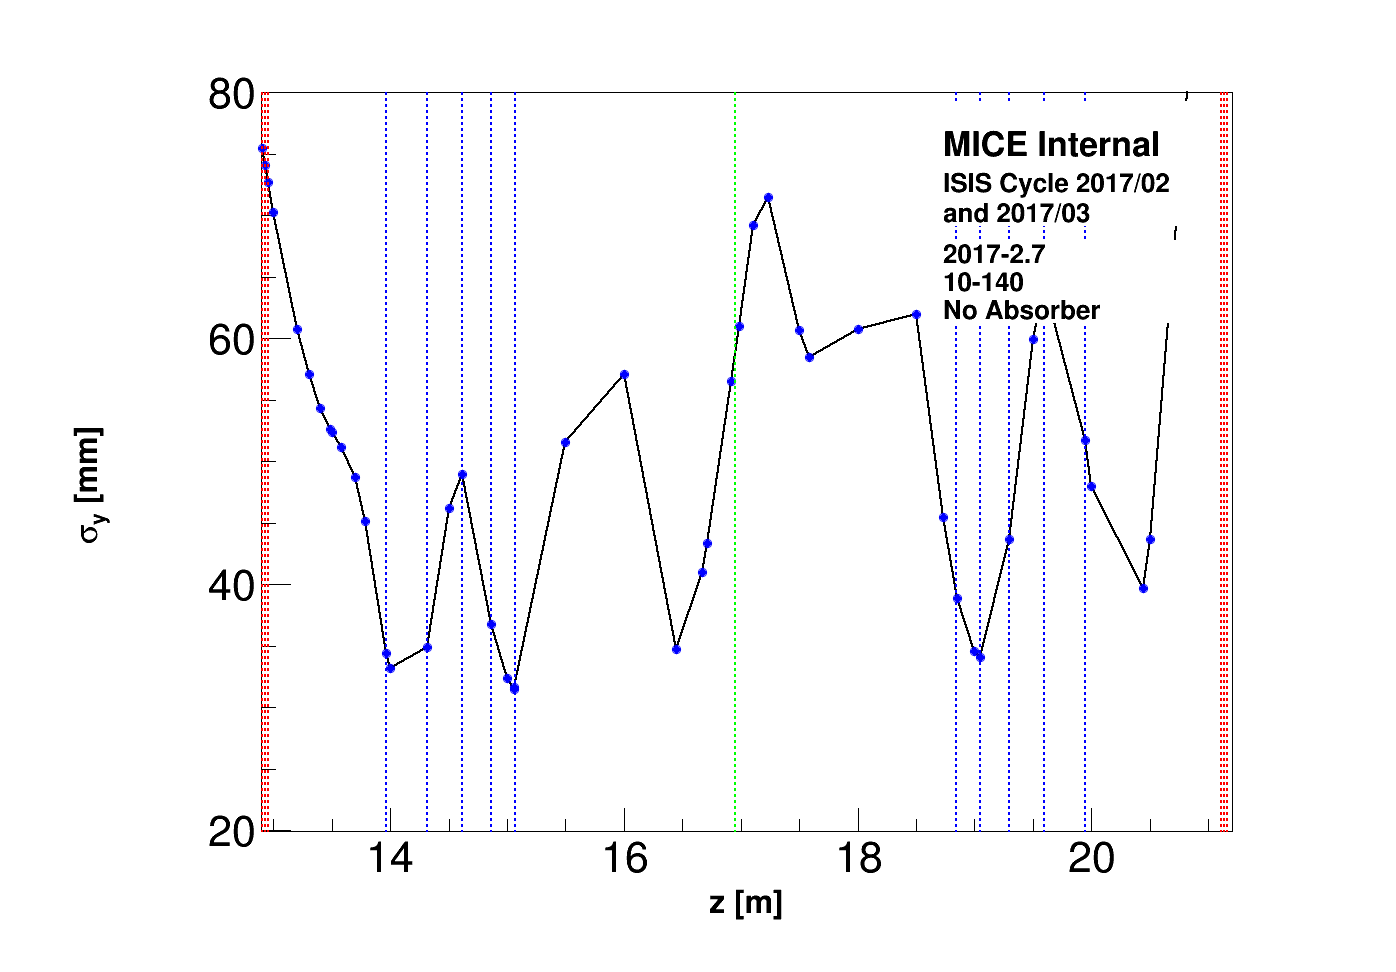 80
60
40
20
σy [mm]
MICE Internal
ISIS Cycle 2017/02
and 2017/03
2017-2.7
10-140
No Absorber
14 16 18 20
z [m]